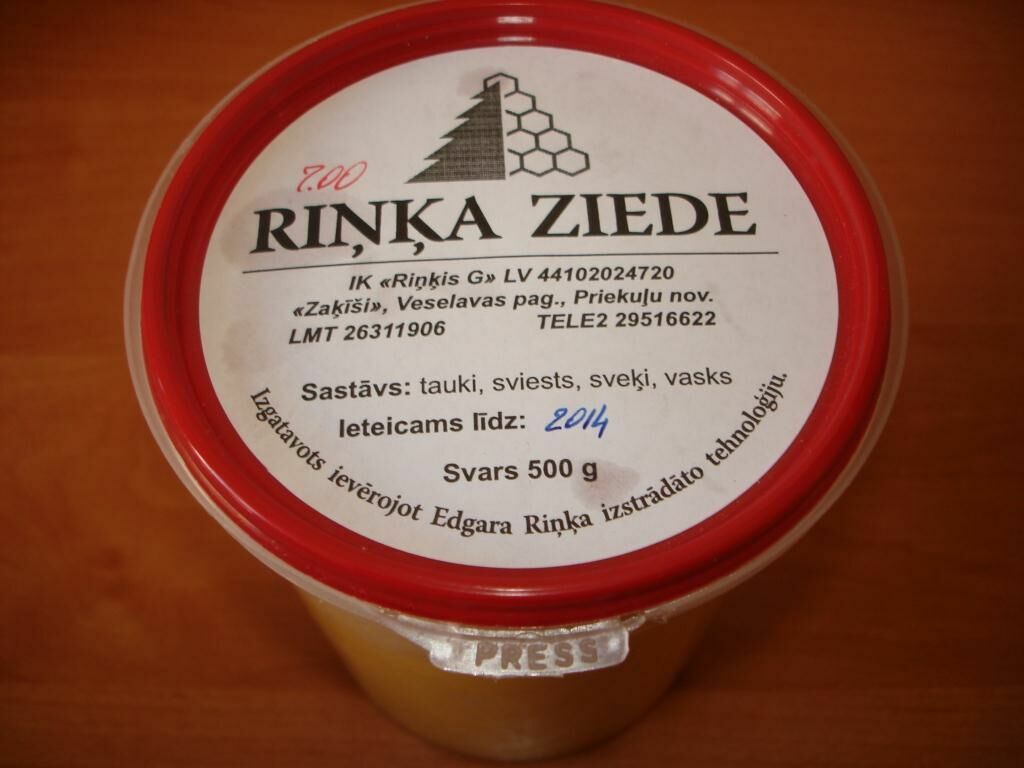 7.00
RIŅĶA ZIEDE
IK «Riņķis G» LV 44102024720
«Zaķīši», Veselavas pag., Priekuļu nov.
LMT 26311906 TELE2 29516622
Sastāvs: tauki, sviests, sveķi, vasks
Ieteicams līdz: 2014
Svars 500 g
Izgatavots ievērojot Edgara Riņķa izstrādāto tehnoloģiju.
PRESS